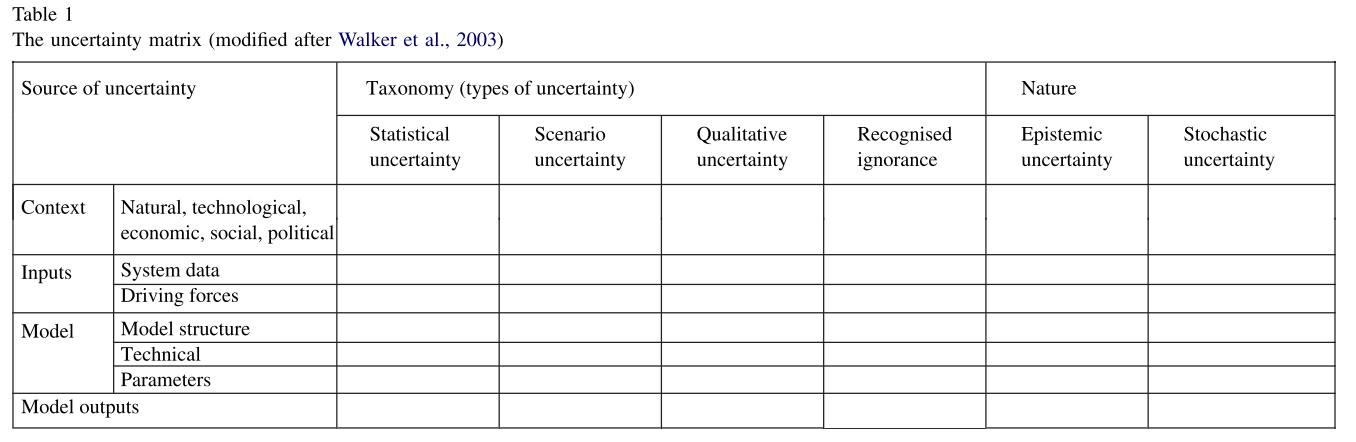 Table 1
The uncertainty matrix (modified after Walker et al., 2003)
Source of uncertainty
Taxonomy (types of uncertainty)
Nature
Statistical
uncertainty
Scenario
uncertainty
Qualitative
uncertainty
Recognised
ignorance
Epistemic
uncertainty
Stochastic
uncertainty
Context
Natural, technological,
economic, social, political
Inputs
System data
Driving forces
Model
Model structure
Technical
Parameters
Model outputs